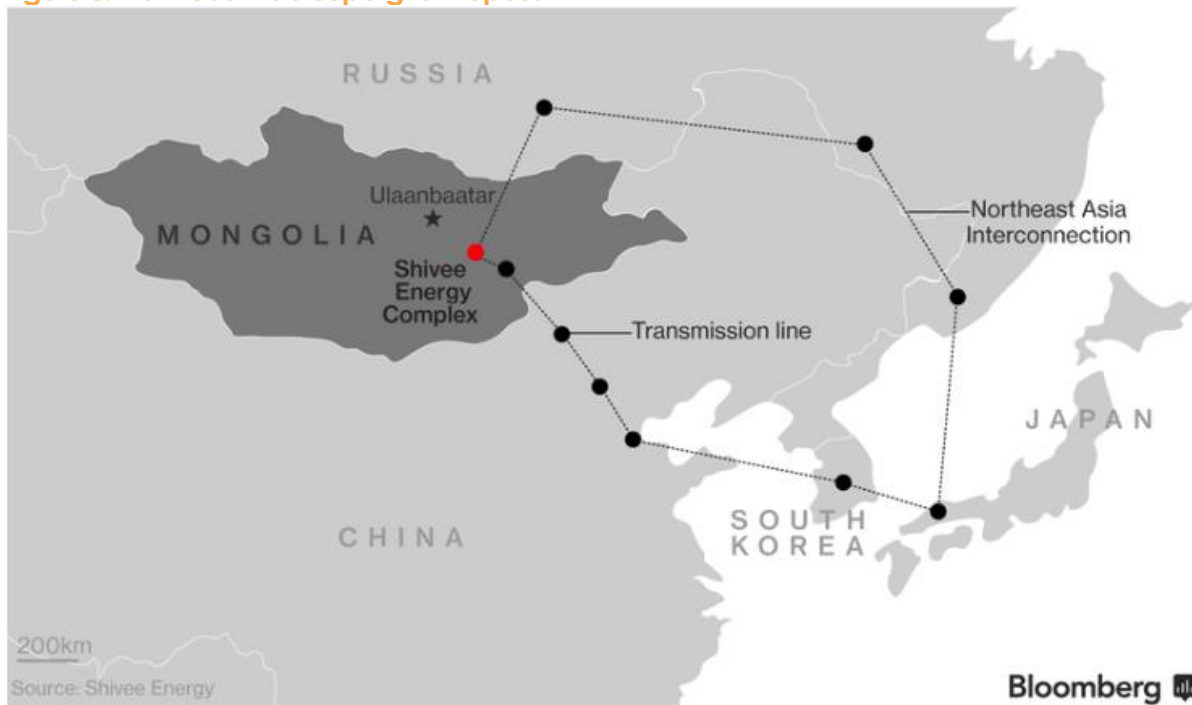 RUSSIA
Ulaanbaatar
MONGOLIA
Shivee
Energy
Complex
Northeast Asia
Interconnection
Transmission line
JAPAN
SOUTH
KOREA
CHINA
200km
Source: Shivee Energy
Bloomberg